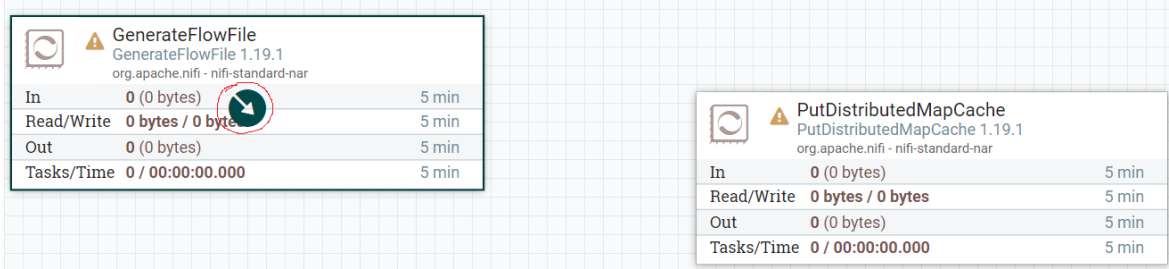 GenerateFlowFile
GenerateFlowFile 1.19.1
org.apache.nifi - nifi-standard-nar
In 0 (0 bytes) 5 min
Read/Write 0 bytes / 0 bytes 5 min
Out 0 (0 bytes) 5 min
Tasks/Time 0 / 00:00:00.000 5 min
PutDistributedMapCache
PutDistributedMapCache 1.19.1
org.apache.nifi - nifi-standard-nar
In 0 (0 bytes) 5 min
Read/Write 0 bytes / 0 bytes 5 min
Out 0 (0 bytes) 5 min
Tasks/Time 0 / 00:00:00.000 5 min